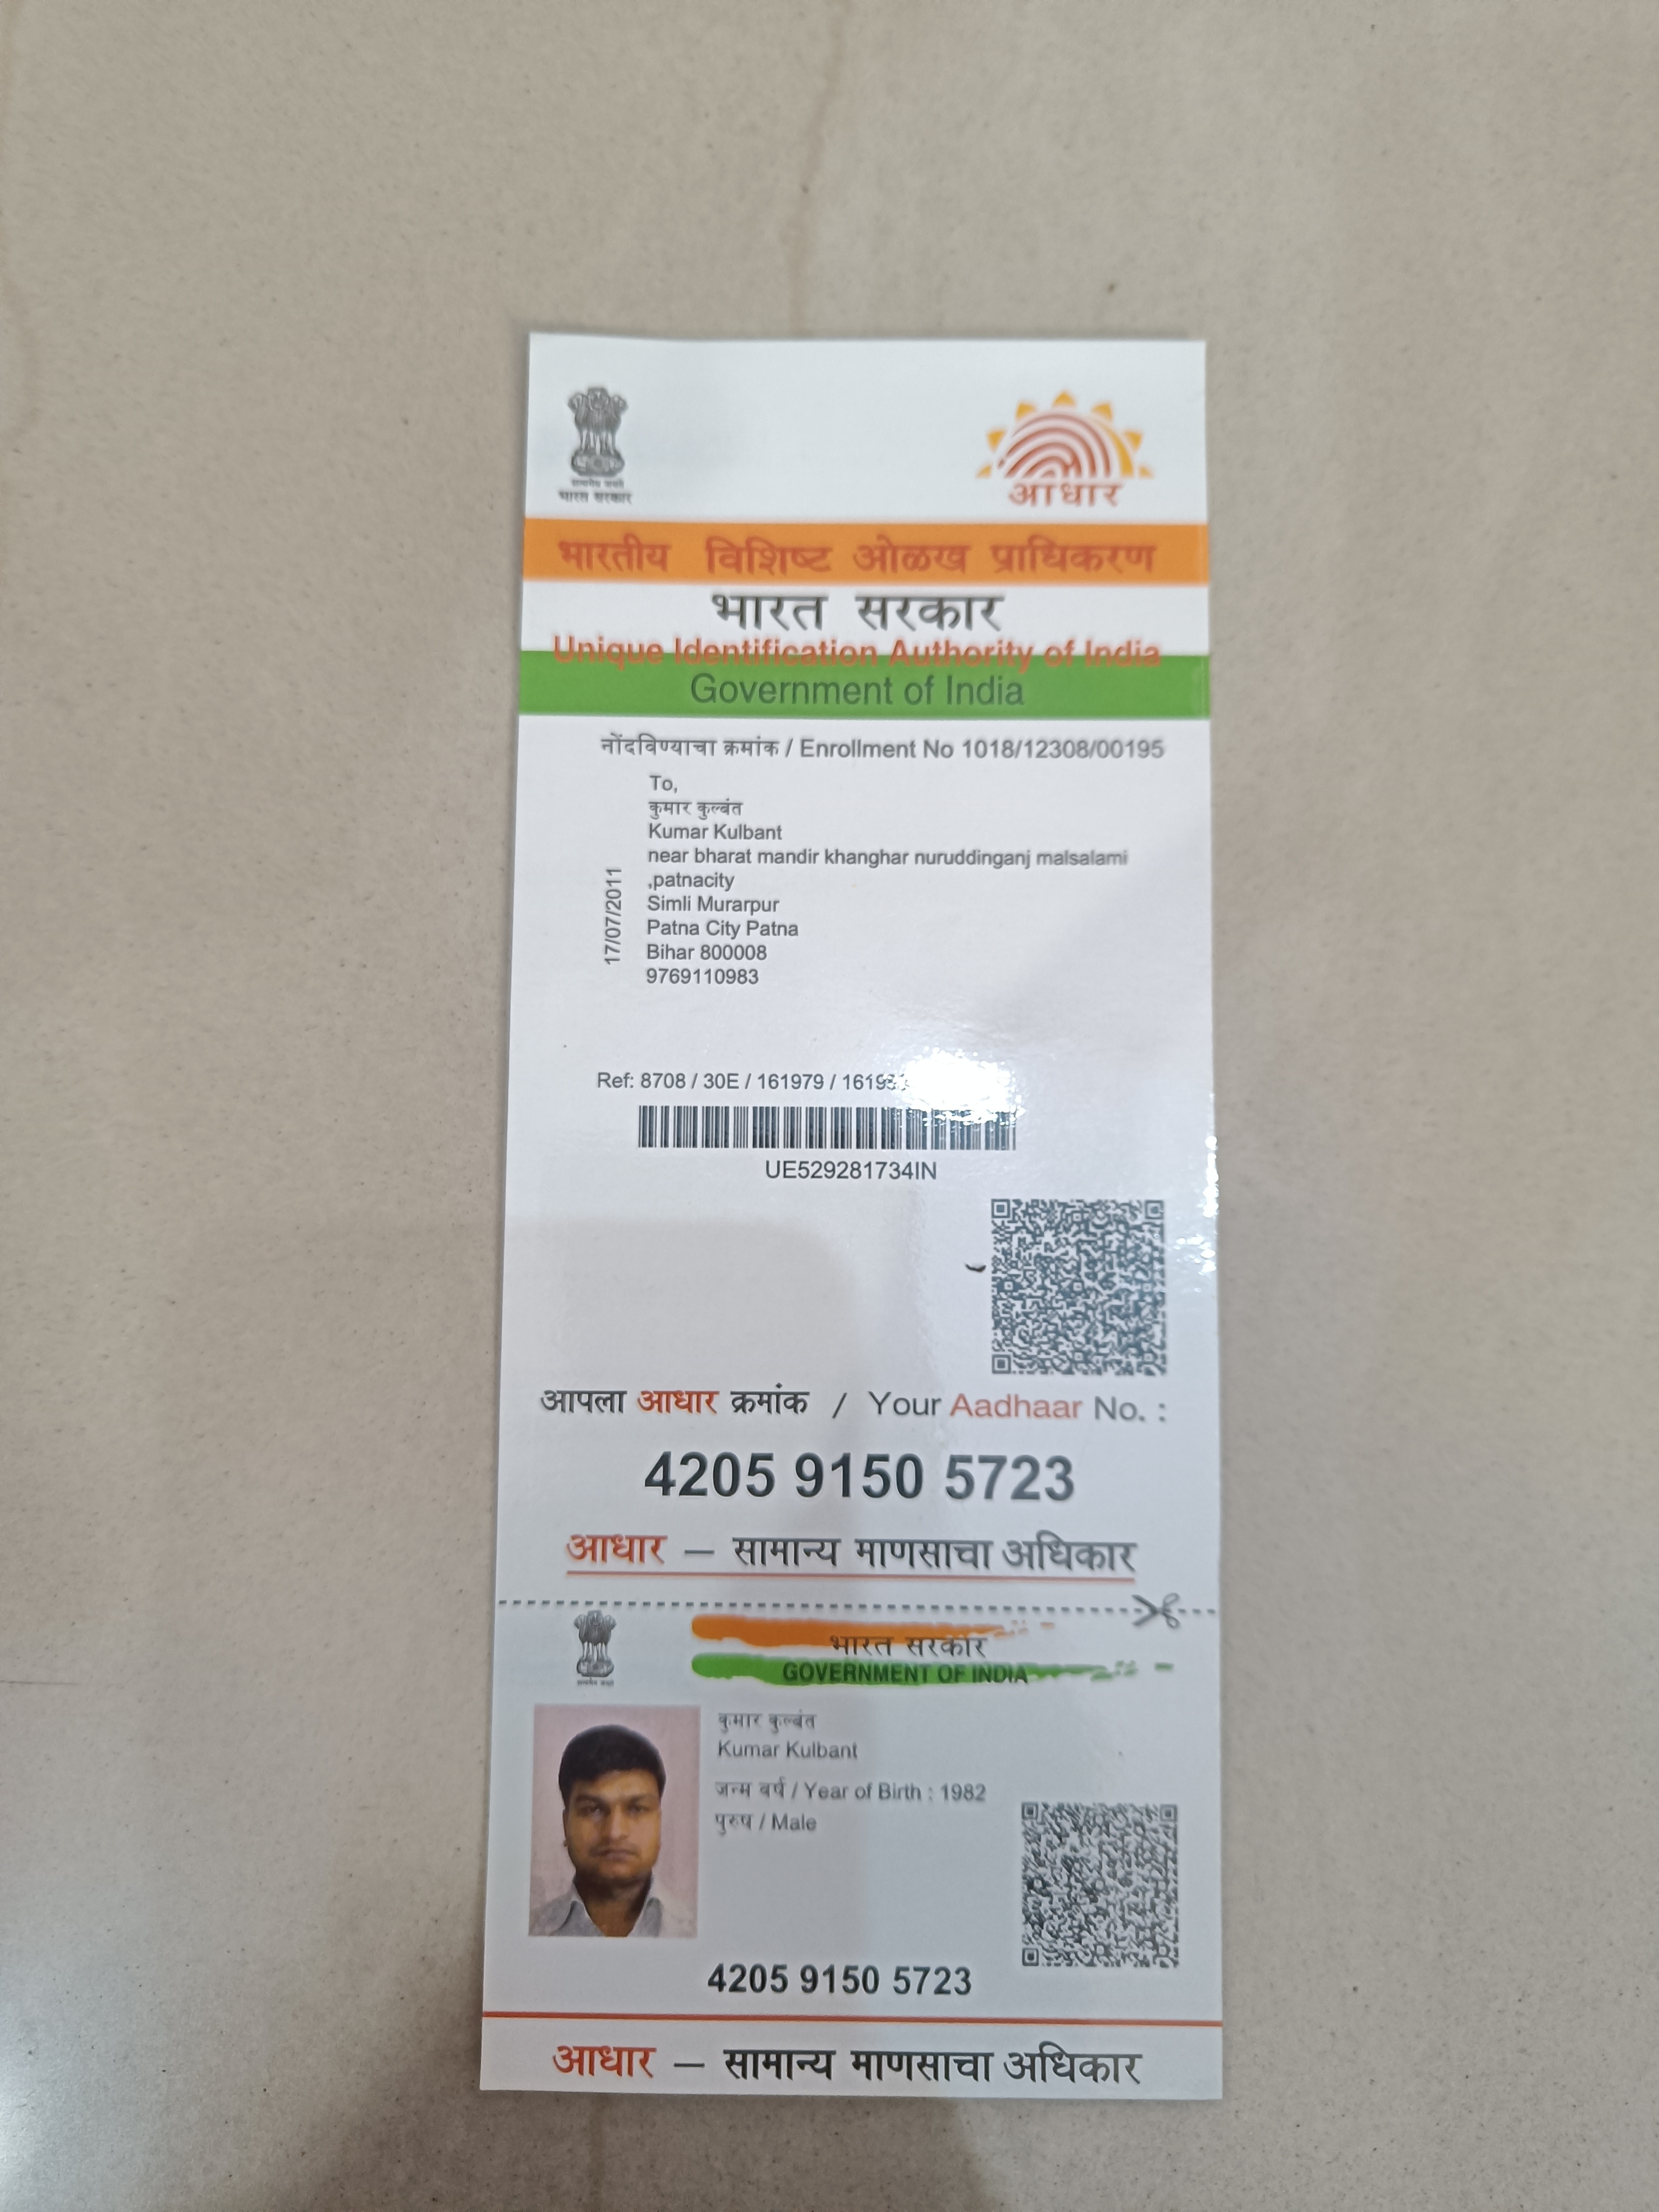 भारत सरकार
आधार
भारतीय विशिष्ट ओळख प्राधिकरण
भारत सरकार
Unique Identification Authority of India
Government of India
नोंदविण्याचा क्रमांक / Enrollment No 1018/12308/00195
To,
कुमार कुल्बंत
Kumar Kulbant
near bharat mandir khanghar nuruddinganj malsalami
,patnacity
Simli Murarpur
Patna City Patna
Bihar 800008
9769110983
17/07/2011
Ref: 8708 / 30E / 161979 /
UE529281734IN
आपला आधार क्रमांक / Your Aadhaar No. :
4205 9150 5723
आधार — सामान्य माणसाचा अधिकार
भारत सरकार
GOVERNMENT OF INDIA
कुमार कुल्बंत
Kumar Kulbant
जन्म वर्ष / Year of Birth : 1982
पुरुष / Male
4205 9150 5723
आधार — सामान्य माणसाचा अधिकार